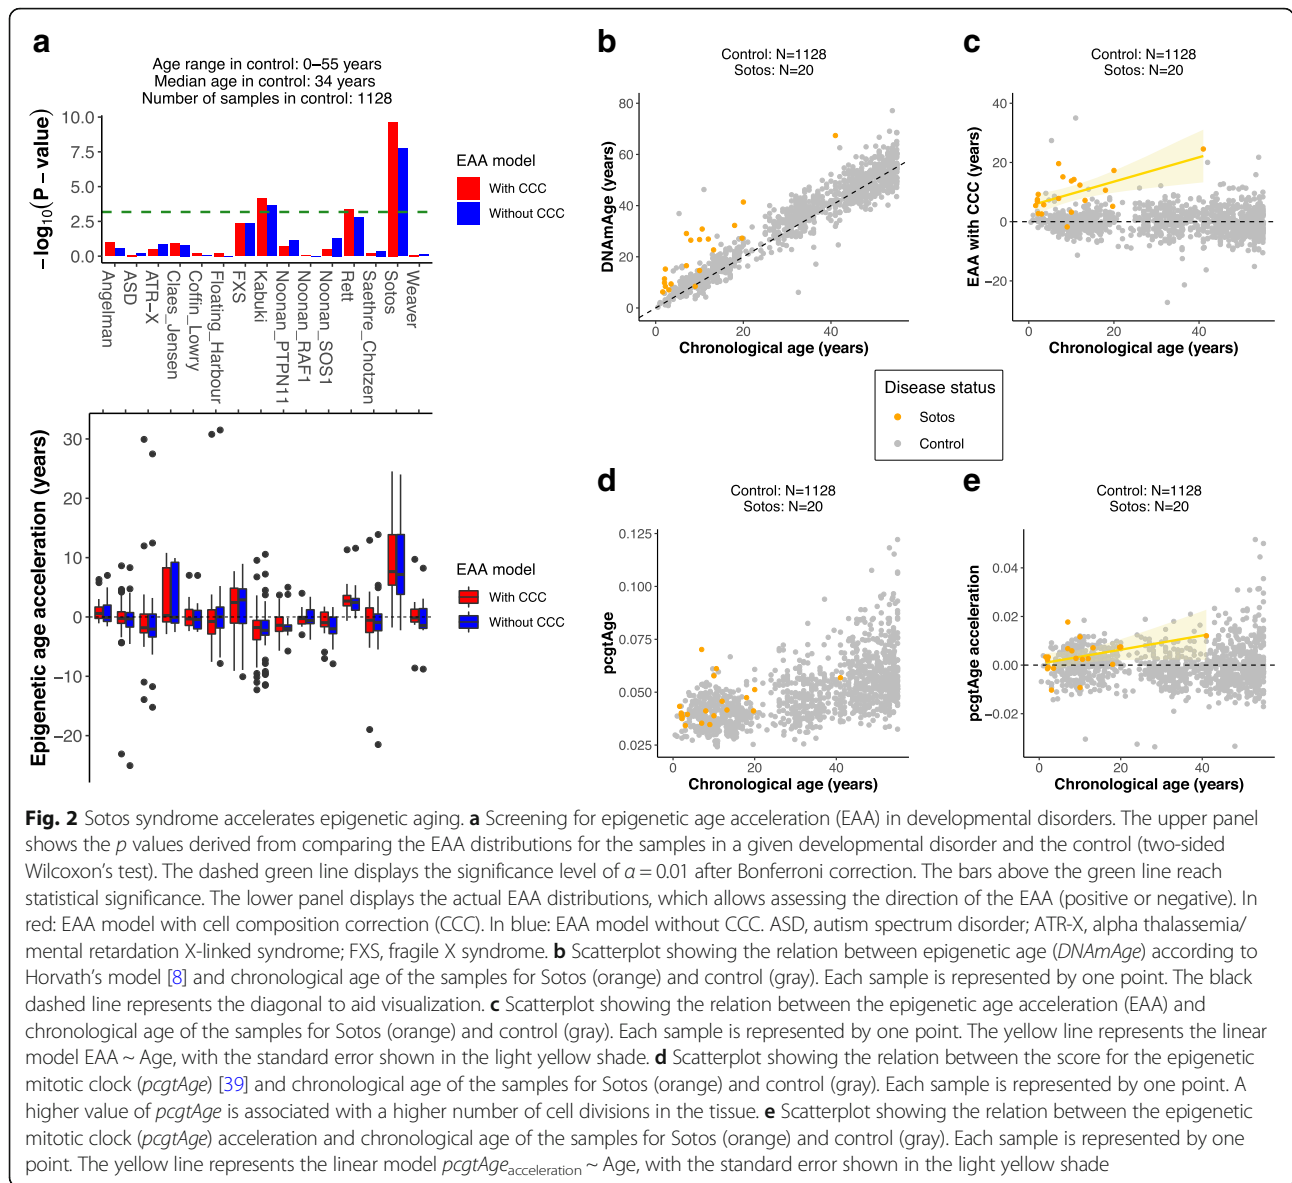 a
Age range in control: 0–55 years
Median age in control: 34 years
Number of samples in control: 1128
−log10(P − value)
10.0
7.5
5.0
2.5
0.0
EAA model
With CCC
Without CCC
Angelman
ASD
ATR−X
Claes_Jensen
Coffin_Lowry
Floating_Harbour
FXS
Kabuki
Noonan_PTPN11
Noonan_RAF1
Noonan_SOS1
Rett
Saethre_Chotzen
Sotos
Weaver
Epigenetic age acceleration (years)
30
20
10
0
−10
−20
EAA model
With CCC
Without CCC
b
Control: N=1128
Sotos: N=20
DNAmAge (years)
80
60
40
20
0
0
20
40
Chronological age (years)
c
Control: N=1128
Sotos: N=20
EAA with CCC (years)
40
20
0
−20
0
20
40
Chronological age (years)
Disease status
Sotos
Control
d
Control: N=1128
Sotos: N=20
pcgtAge
0.125
0.100
0.075
0.050
0.025
0
20
40
Chronological age (years)
e
Control: N=1128
Sotos: N=20
pcgtAge acceleration
0.04
0.02
0.00
−0.02
0
20
40
Chronological age (years)
Fig. 2 Sotos syndrome accelerates epigenetic aging. a Screening for epigenetic age acceleration (EAA) in developmental disorders. The upper panel
shows the p values derived from comparing the EAA distributions for the samples in a given developmental disorder and the control (two-sided
Wilcoxon's test). The dashed green line displays the significance level of α = 0.01 after Bonferroni correction. The bars above the green line reach
statistical significance. The lower panel displays the actual EAA distributions, which allows assessing the direction of the EAA (positive or negative). In
red: EAA model with cell composition correction (CCC). In blue: EAA model without CCC. ASD, autism spectrum disorder; ATR-X, alpha thalassemia/
mental retardation X-linked syndrome; FXS, fragile X syndrome. b Scatterplot showing the relation between epigenetic age (DNAmAge) according to
Horvath's model [8] and chronological age of the samples for Sotos (orange) and control (gray). Each sample is represented by one point. The black
dashed line represents the diagonal to aid visualization. c Scatterplot showing the relation between the epigenetic age acceleration (EAA) and
chronological age of the samples for Sotos (orange) and control (gray). Each sample is represented by one point. The yellow line represents the linear
model EAA ~ Age, with the standard error shown in the light yellow shade. d Scatterplot showing the relation between the score for the epigenetic
mitotic clock (pcgtAge) [39] and chronological age of the samples for Sotos (orange) and control (gray). Each sample is represented by one point. A
higher value of pcgtAge is associated with a higher number of cell divisions in the tissue. e Scatterplot showing the relation between the epigenetic
mitotic clock (pcgtAge) acceleration and chronological age of the samples for Sotos (orange) and control (gray). Each sample is represented by one
point. The yellow line represents the linear model pcgtAgeacceleration ~ Age, with the standard error shown in the light yellow shade